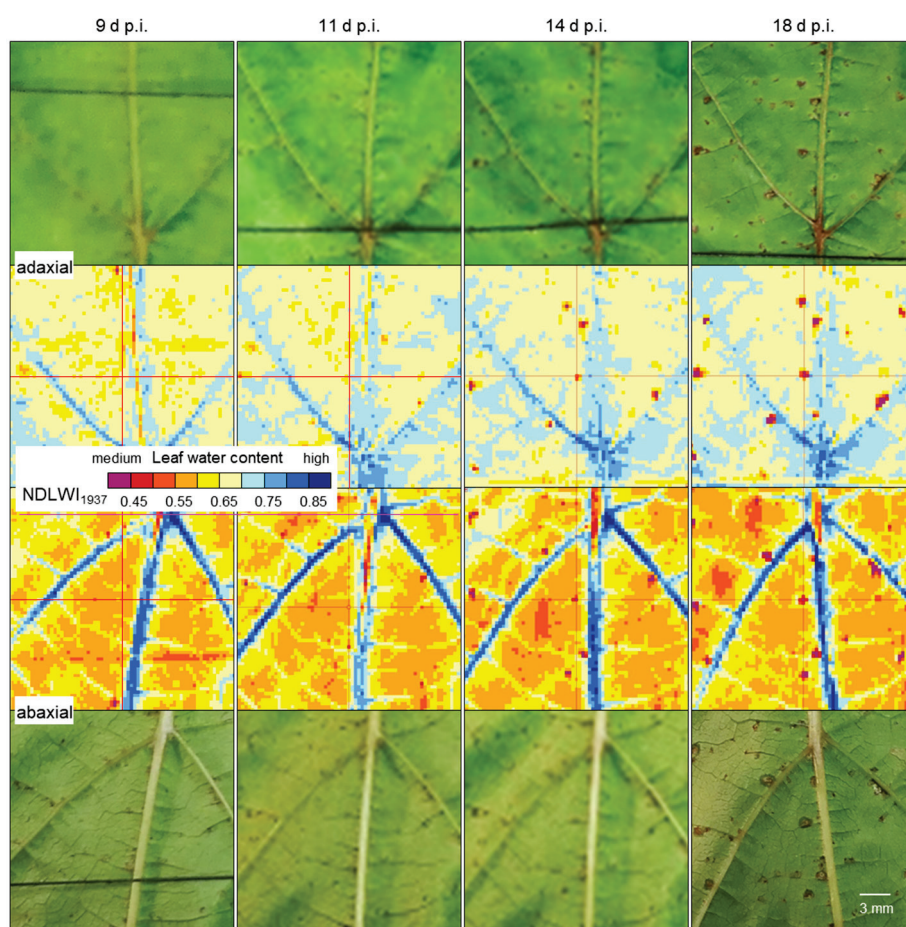 9 d p.i. 11 d p.i. 14 d p.i. 18 d p.i.
adaxial
medium Leaf water content high
NDLWI1937 0.45 0.55 0.65 0.75 0.85
abaxial
3 mm